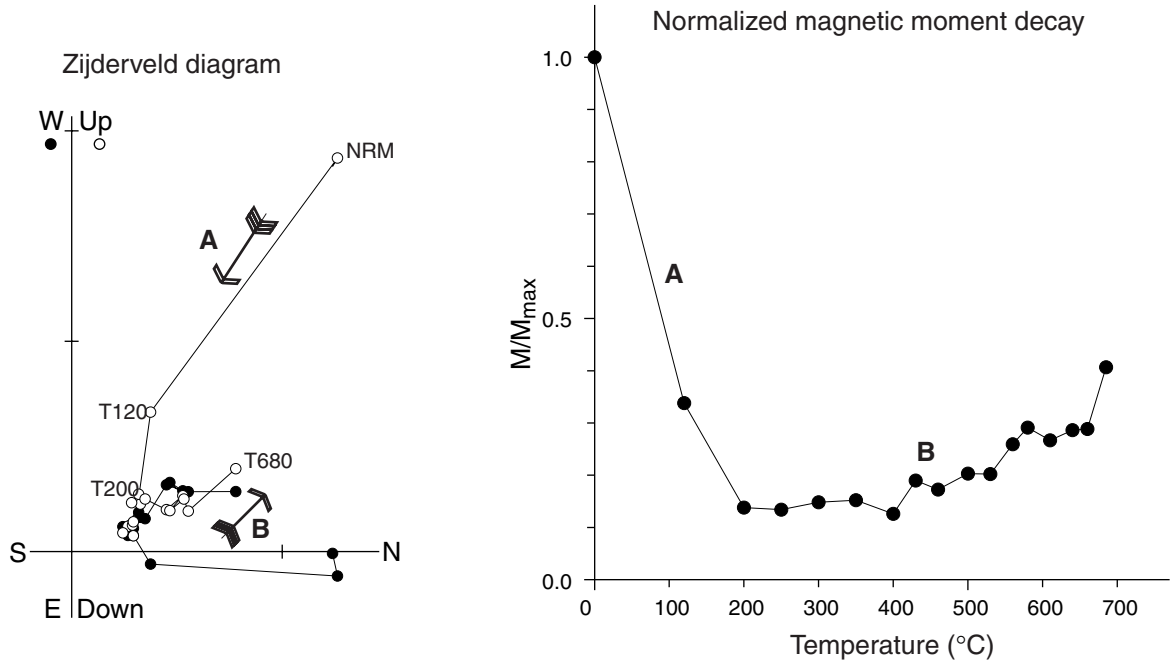 Zijderveld diagram
W Up
NRM
A
T120
T680
T200
B
S N
E Down
Normalized magnetic moment decay
1.0
A
M/Mmax
0.5
B
0.0
0 100 200 300 400 500 600 700
Temperature (°C)